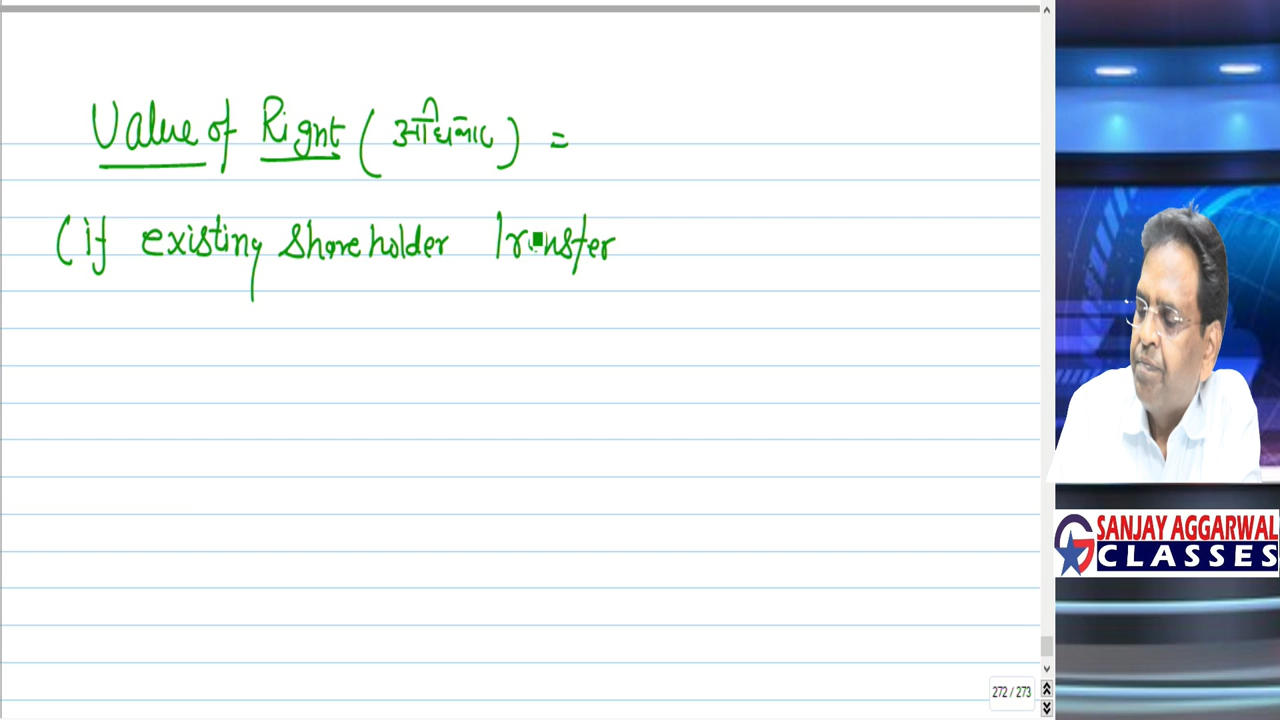 Value of Right (अधिकार) =
(if existing shareholder Transfer
272 / 273
SANJAY AGGARWAL
CLASSES